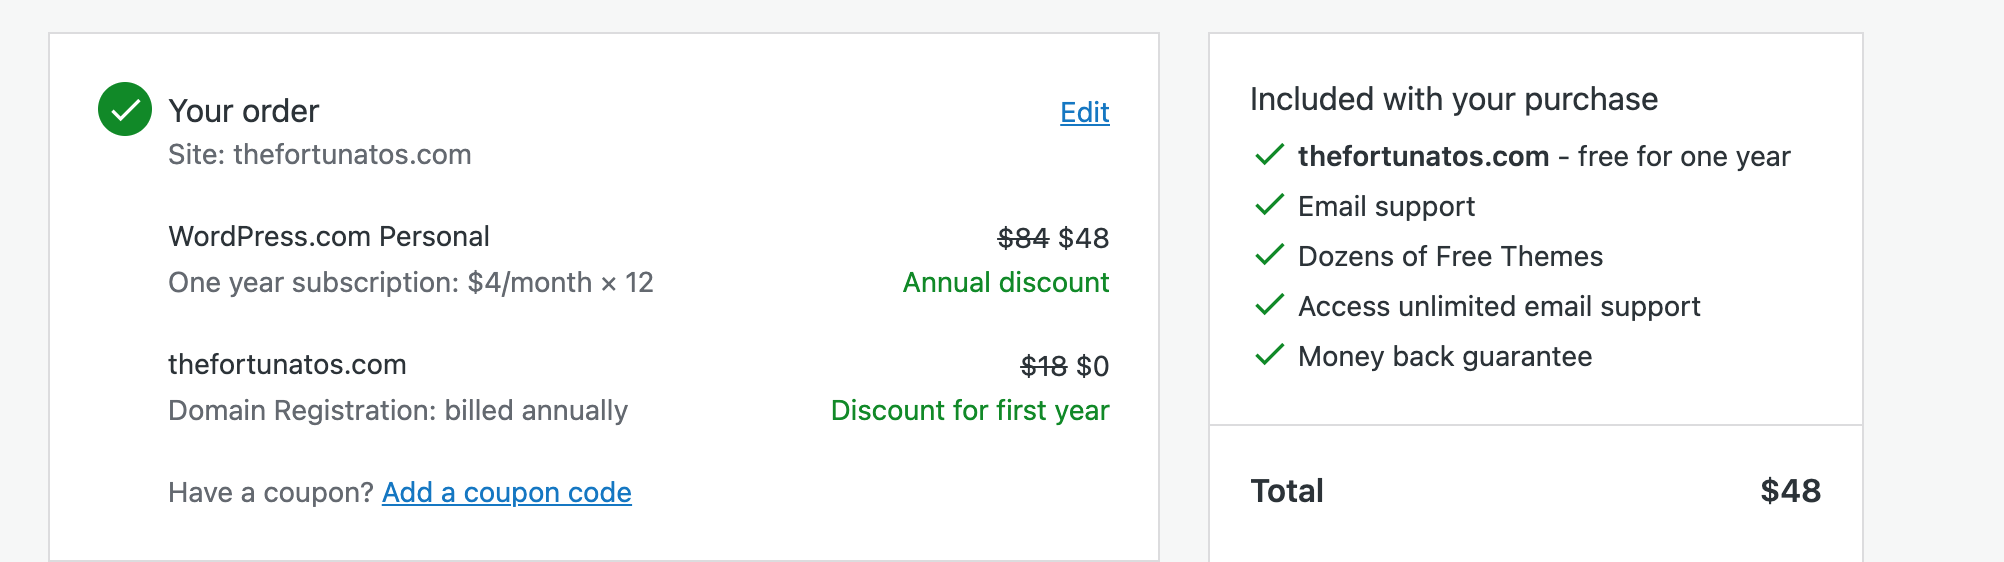 Your order
Edit
Site: thefortunatos.com
WordPress.com Personal
$84 $48
One year subscription: $4/month × 12
Annual discount
thefortunatos.com
$18 $0
Domain Registration: billed annually
Discount for first year
Have a coupon? Add a coupon code
Included with your purchase
thefortunatos.com - free for one year
Email support
Dozens of Free Themes
Access unlimited email support
Money back guarantee
Total
$48